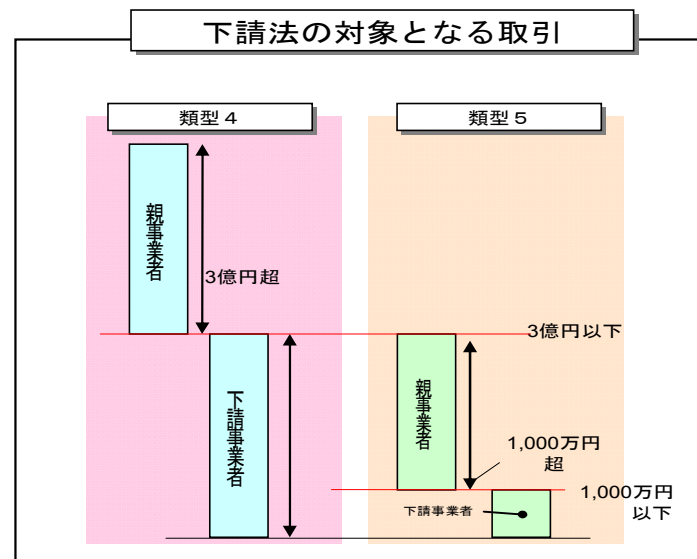 下請法の対象となる取引
類型４
類型５
親事業者
3億円超
3億円以下
下請事業者
親事業者
1,000万円
超
1,000万円
以下
下請事業者